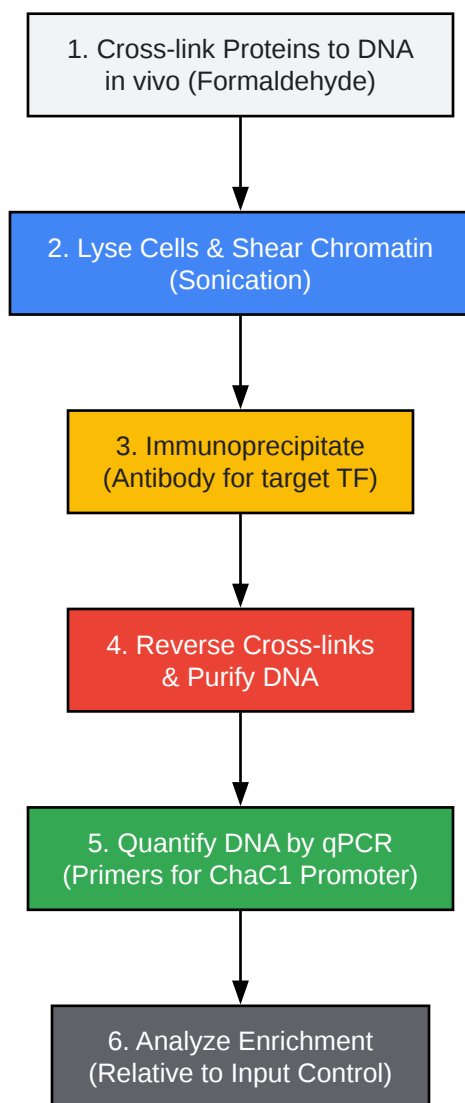 1. Cross-link Proteins to DNA
in vivo (Formaldehyde)
2. Lyse Cells & Shear Chromatin
(Sonication)
3. Immunoprecipitate
(Antibody for target TF)
4. Reverse Cross-links
& Purify DNA
5. Quantify DNA by qPCR
(Primers for ChaC1 Promoter)
6. Analyze Enrichment
(Relative to Input Control)